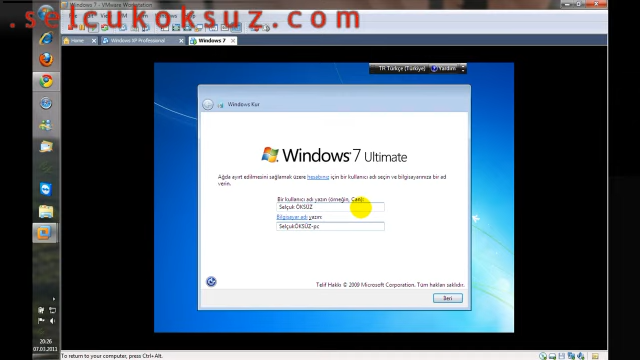 Windows 7 - VMware Workstation
.selcukoksuz.com
Home
Windows XP Professional
Windows 7
TR Türkçe (Türkiye)
Yardım
Windows Kur
Windows 7 Ultimate
Ağda ayırt edilmesini sağlamak üzere hesabınız için bir kullanıcı adı seçin ve bilgisayarınıza bir ad
verin.
Bir kullanıcı adı yazın (örneğin, Can):
Selçuk ÖKSÜZ
Bilgisayar adı yazın:
SelçukÖKSÜZ-pc
Telif Hakkı © 2009 Microsoft Corporation. Tüm hakları saklıdır.
İleri
20:26
07.03.2011
To return to your computer, press Ctrl+Alt.